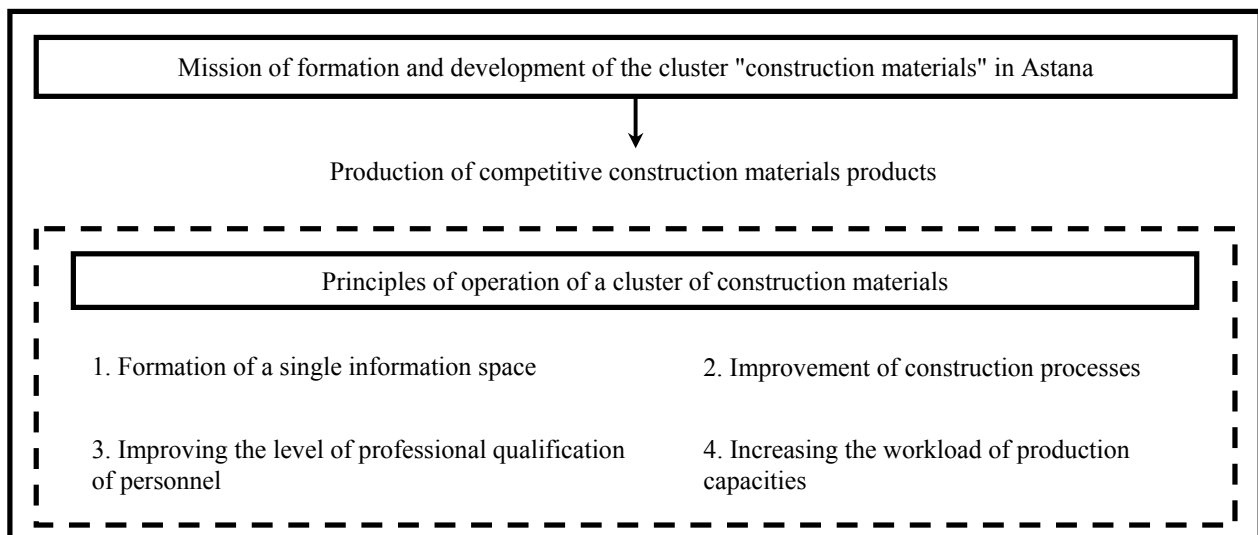 Mission of formation and development of the cluster "construction materials" in Astana
Production of competitive construction materials products
Principles of operation of a cluster of construction materials
1. Formation of a single information space
2. Improvement of construction processes
3. Improving the level of professional qualification
of personnel
4. Increasing the workload of production
capacities